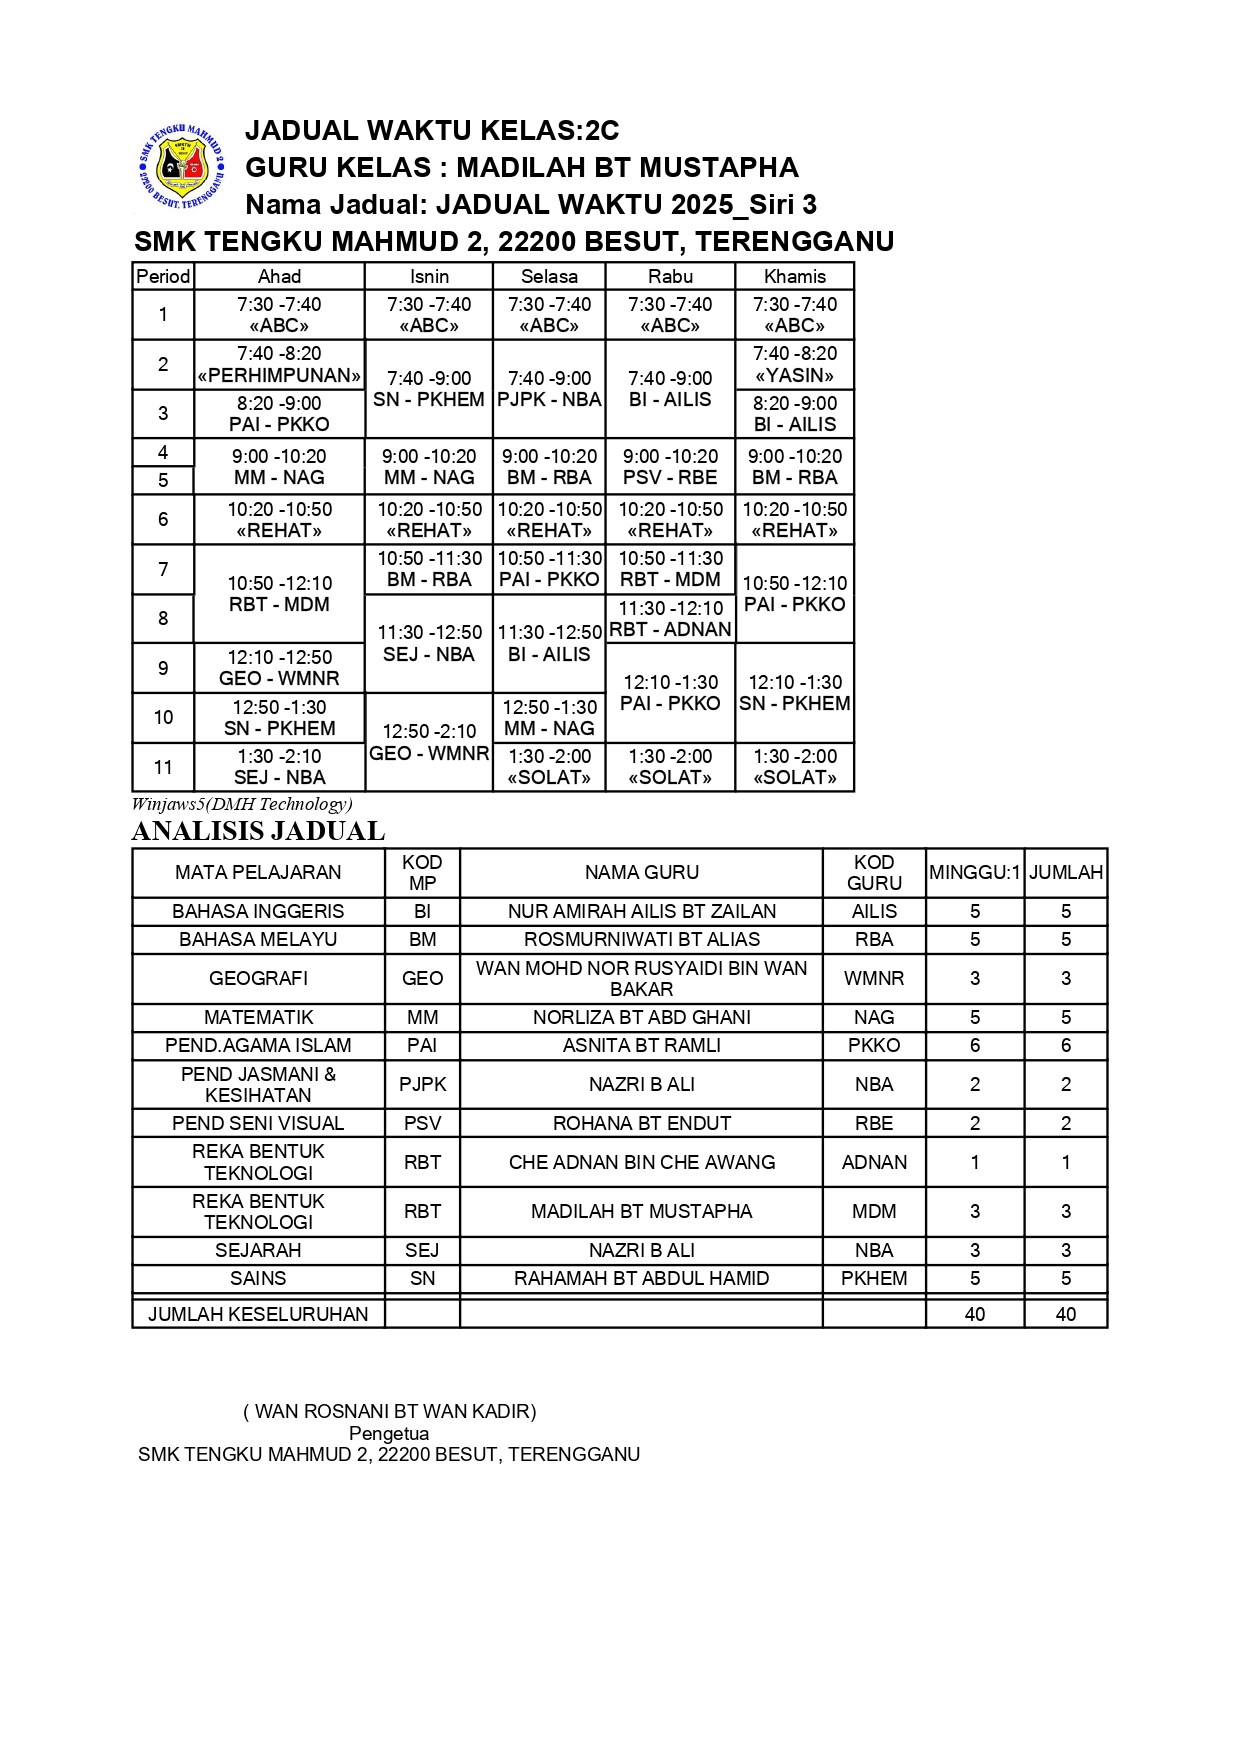 SMK TENGKU MAHMUD 2
22200 BESUT, TERENGGANU
JADUAL WAKTU KELAS:2C
GURU KELAS : MADILAH BT MUSTAPHA
Nama Jadual: JADUAL WAKTU 2025_Siri 3
SMK TENGKU MAHMUD 2, 22200 BESUT, TERENGGANU
Period Ahad Isnin Selasa Rabu Khamis
1
7:30 -7:40 7:30 -7:40 7:30 -7:40 7:30 -7:40 7:30 -7:40
«ABC» «ABC» «ABC» «ABC» «ABC»
2
7:40 -8:20
«PERHIMPUNAN»
7:40 -9:00
SN - PKHEM
7:40 -9:00
PJPK - NBA
7:40 -9:00
BI - AILIS
7:40 -8:20
«YASIN»
3
8:20 -9:00
PAI - PKKO
8:20 -9:00
BI - AILIS
4
9:00 -10:20 9:00 -10:20 9:00 -10:20 9:00 -10:20 9:00 -10:20
MM - NAG MM - NAG BM - RBA PSV - RBE BM - RBA
5
6
10:20 -10:50 10:20 -10:50 10:20 -10:50 10:20 -10:50 10:20 -10:50
«REHAT» «REHAT» «REHAT» «REHAT» «REHAT»
7
10:50 -12:10
RBT - MDM
10:50 -11:30
BM - RBA
10:50 -11:30
PAI - PKKO
10:50 -11:30
RBT - MDM
10:50 -12:10
PAI - PKKO
8
11:30 -12:50
SEJ - NBA
11:30 -12:50
BI - AILIS
11:30 -12:10
RBT - ADNAN
9
12:10 -12:50
GEO - WMNR
12:10 -1:30
PAI - PKKO
12:10 -1:30
SN - PKHEM
10
12:50 -1:30
SN - PKHEM
12:50 -2:10
GEO - WMNR
12:50 -1:30
MM - NAG
11
1:30 -2:10
SEJ - NBA
1:30 -2:00
«SOLAT»
1:30 -2:00
«SOLAT»
1:30 -2:00
«SOLAT»
Winjaws5(DMH Technology)
ANALISIS JADUAL
MATA PELAJARAN KOD MP NAMA GURU KOD GURU MINGGU:1 JUMLAH
BAHASA INGGERIS BI NUR AMIRAH AILIS BT ZAILAN AILIS 5 5
BAHASA MELAYU BM ROSMURNIWATI BT ALIAS RBA 5 5
GEOGRAFI GEO WAN MOHD NOR RUSYAIDI BIN WAN BAKAR WMNR 3 3
MATEMATIK MM NORLIZA BT ABD GHANI NAG 5 5
PEND.AGAMA ISLAM PAI ASNITA BT RAMLI PKKO 6 6
PEND JASMANI & KESIHATAN PJPK NAZRI B ALI NBA 2 2
PEND SENI VISUAL PSV ROHANA BT ENDUT RBE 2 2
REKA BENTUK TEKNOLOGI RBT CHE ADNAN BIN CHE AWANG ADNAN 1 1
REKA BENTUK TEKNOLOGI RBT MADILAH BT MUSTAPHA MDM 3 3
SEJARAH SEJ NAZRI B ALI NBA 3 3
SAINS SN RAHAMAH BT ABDUL HAMID PKHEM 5 5
JUMLAH KESELURUHAN 40 40
( WAN ROSNANI BT WAN KADIR)
Pengetua
SMK TENGKU MAHMUD 2, 22200 BESUT, TERENGGANU